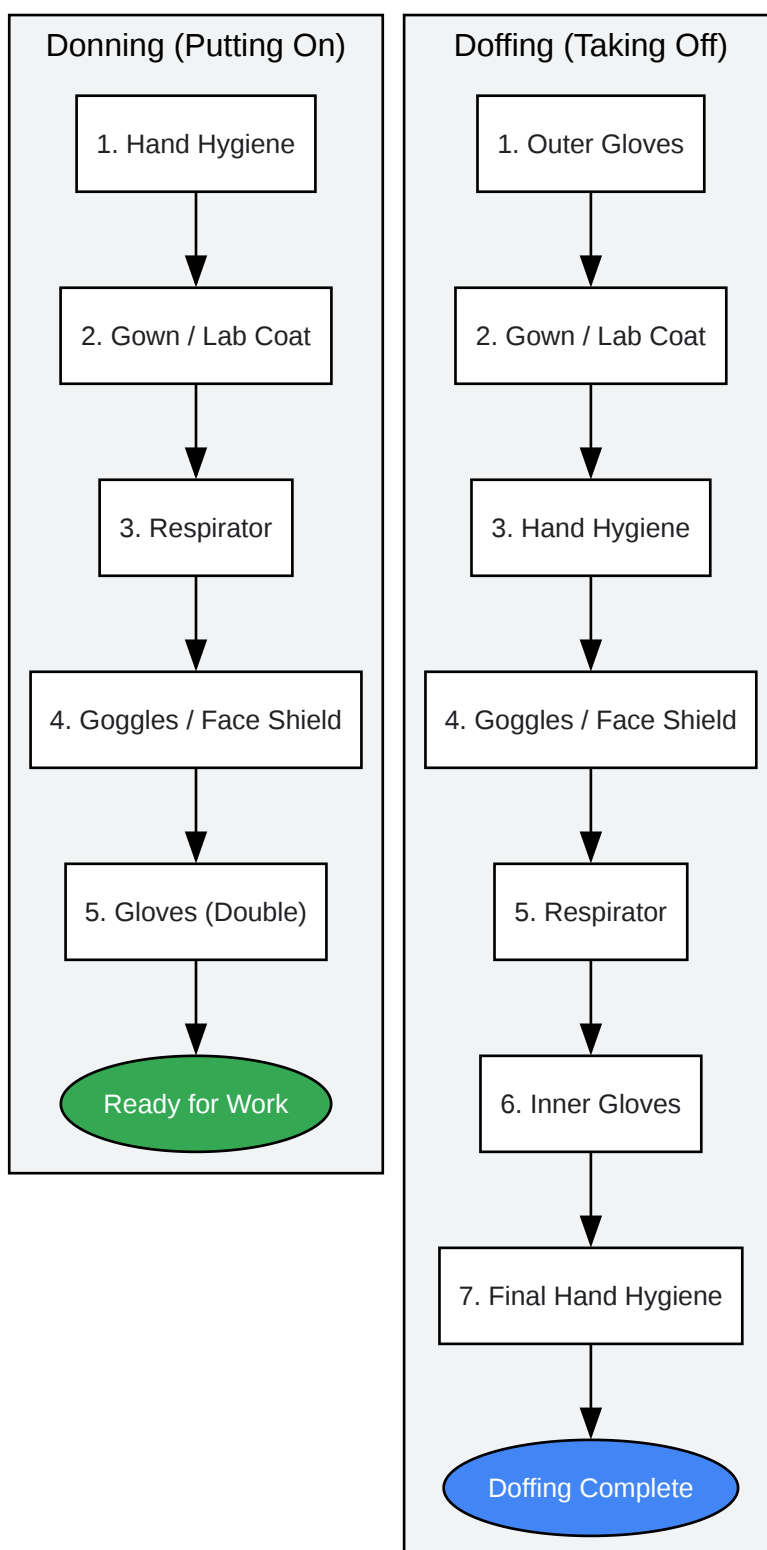 Donning (Putting On)
1. Hand Hygiene
2. Gown / Lab Coat
3. Respirator
4. Goggles / Face Shield
5. Gloves (Double)
Ready for Work
Doffing (Taking Off)
1. Outer Gloves
2. Gown / Lab Coat
3. Hand Hygiene
4. Goggles / Face Shield
5. Respirator
6. Inner Gloves
7. Final Hand Hygiene
Doffing Complete